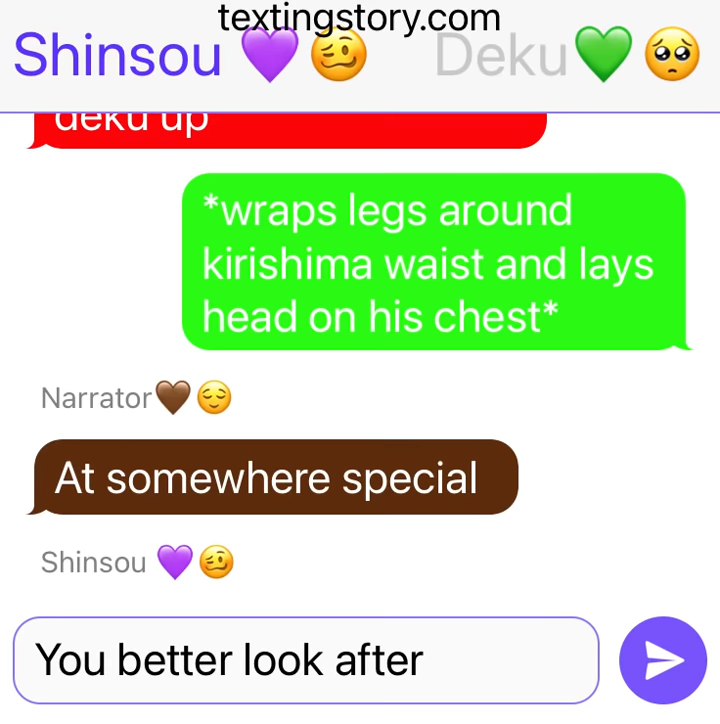 textingstory.com
Shinsou 💜🥴 Deku💚🥺
deku up
*wraps legs around
kirishima waist and lays
head on his chest*
Narrator🤎😌
At somewhere special
Shinsou 💜🥴
You better look after